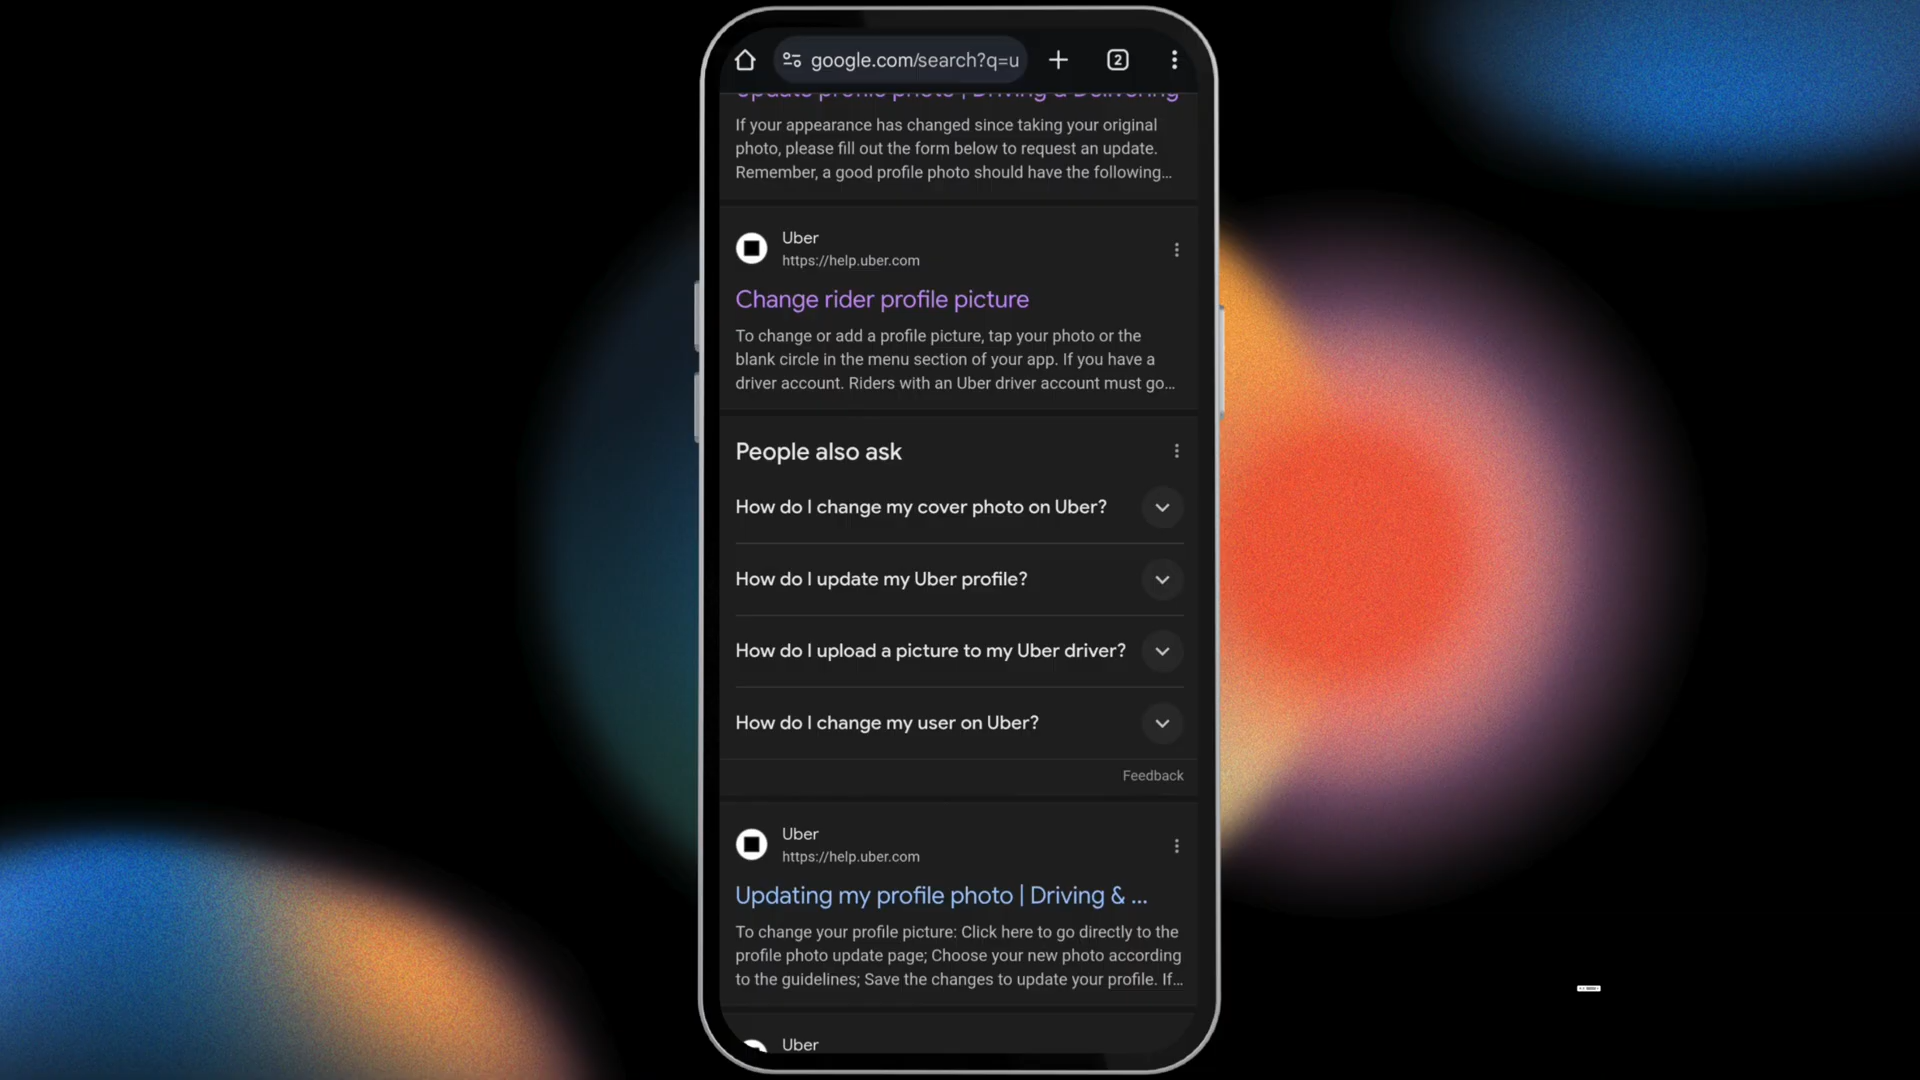 google.com/search?q=u
2
Update profile photo | Driving & Delivering
If your appearance has changed since taking your original
photo, please fill out the form below to request an update.
Remember, a good profile photo should have the following...
Uber
https://help.uber.com
Change rider profile picture
To change or add a profile picture, tap your photo or the
blank circle in the menu section of your app. If you have a
driver account. Riders with an Uber driver account must go...
People also ask
How do I change my cover photo on Uber?
How do I update my Uber profile?
How do I upload a picture to my Uber driver?
How do I change my user on Uber?
Feedback
Uber
https://help.uber.com
Updating my profile photo | Driving & ...
To change your profile picture: Click here to go directly to the
profile photo update page; Choose your new photo according
to the guidelines; Save the changes to update your profile. If...
Uber